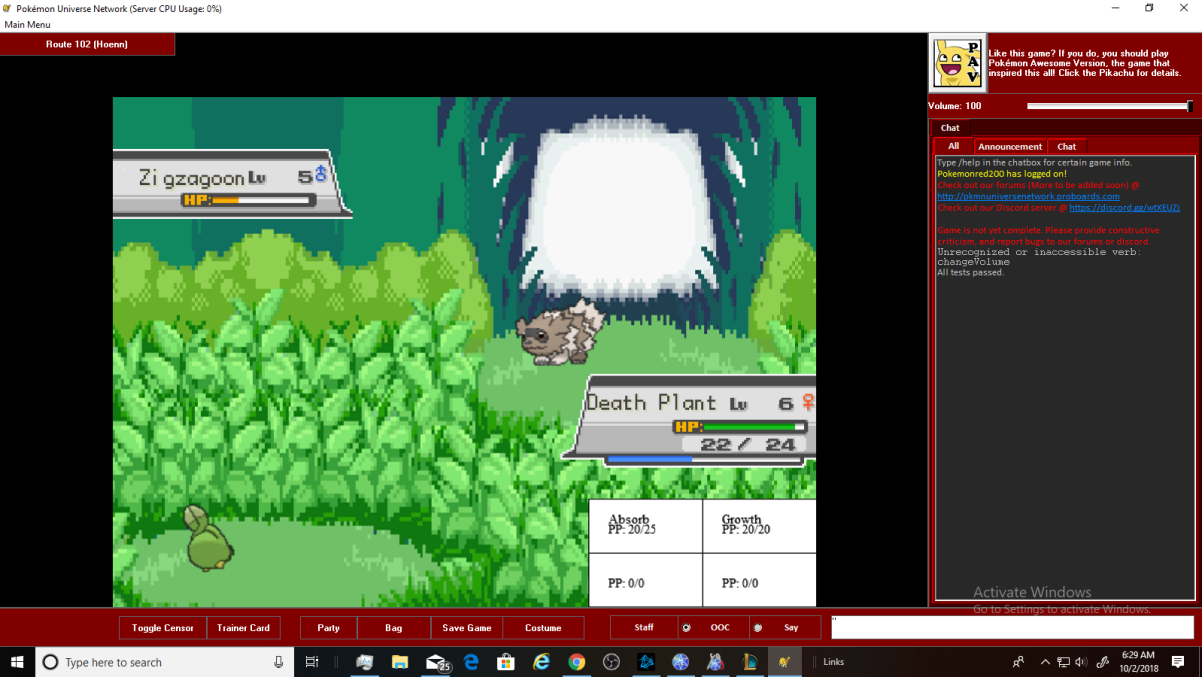 Pokémon Universe Network (Server CPU Usage: 0%)
Main Menu
Route 102 (Hoenn)
PAV
Like this game? If you do, you should play
Pokémon Awesome Version, the game that
inspired this all! Click the Pikachu for details.
Volume: 100
Chat
All Announcement Chat
Type /help in the chatbox for certain game info.
Pokemonred200 has logged on!
Check out our forums (More to be added soon) @
http://pkmnuniversenetwork.proboards.com
Check out our Discord server @ https://discord.gg/wtXEUZj
Game is not yet complete. Please provide constructive
criticism, and report bugs to our forums or discord.
Unrecognized or inaccessible verb:
changeVolume
All tests passed.
Zigzagoon Lv 5♂
HP:
Death Plant Lv 6♀
HP:
22/ 24
Absorb
PP: 20/25
Growth
PP: 20/20
PP: 0/0
PP: 0/0
Activate Windows
Go to Settings to activate Windows.
Toggle Censor Trainer Card Party Bag Save Game Costume Staff OOC Say "
Type here to search
25
Links
6:29 AM
10/2/2018